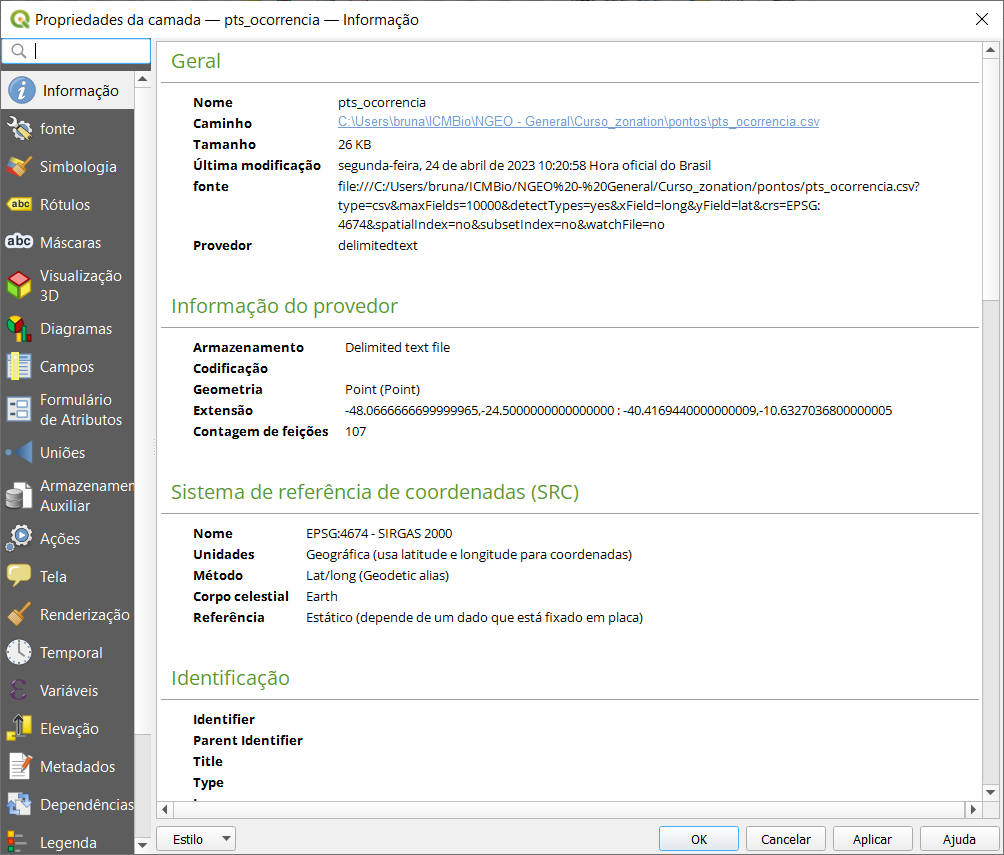 Propriedades da camada — pts_ocorrencia — Informação
Informação
fonte
Simbologia
abc Rótulos
abc Máscaras
Visualização
3D
Diagramas
Campos
Formulário
de Atributos
Uniões
Armazenamen
Auxiliar
Ações
Tela
Renderização
Temporal
Variáveis
Elevação
Metadados
Dependências
Legenda
Geral
Nome pts_ocorrencia
Caminho C:\Users\bruna\ICMBio\NGEO - General\Curso_zonation\pontos\pts_ocorrencia.csv
Tamanho 26 KB
Última modificação segunda-feira, 24 de abril de 2023 10:20:58 Hora oficial do Brasil
fonte file:///C:/Users/bruna/ICMBio/NGEO%20-%20General/Curso_zonation/pontos/pts_ocorrencia.csv?
type=csv&maxFields=10000&detectTypes=yes&xField=long&yField=lat&crs=EPSG:
4674&spatialIndex=no&subsetIndex=no&watchFile=no
Provedor delimitedtext
Informação do provedor
Armazenamento Delimited text file
Codificação
Geometria Point (Point)
Extensão -48.0666666699999965,-24.5000000000000000 : -40.4169440000000009,-10.6327036800000005
Contagem de feições 107
Sistema de referência de coordenadas (SRC)
Nome EPSG:4674 - SIRGAS 2000
Unidades Geográfica (usa latitude e longitude para coordenadas)
Método Lat/long (Geodetic alias)
Corpo celestial Earth
Referência Estático (depende de um dado que está fixado em placa)
Identificação
Identifier
Parent Identifier
Title
Type
Estilo OK Cancelar Aplicar Ajuda